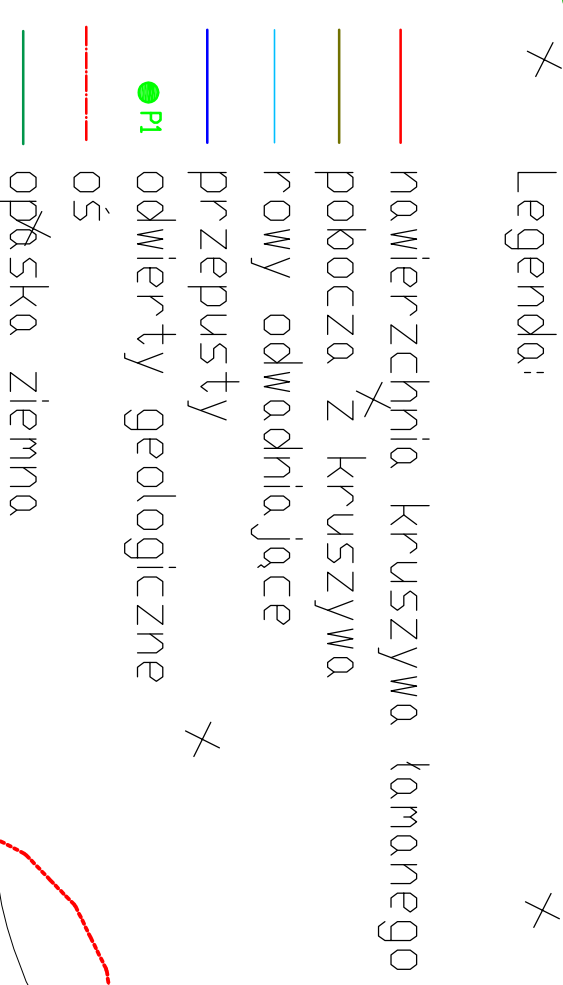 Legenda:
nawierzchnia kruszywa łamanego
pobocza z kruszywa
rowy odwadniające
przepusty
P1 odwierty geologiczne
oś
opaska ziemna